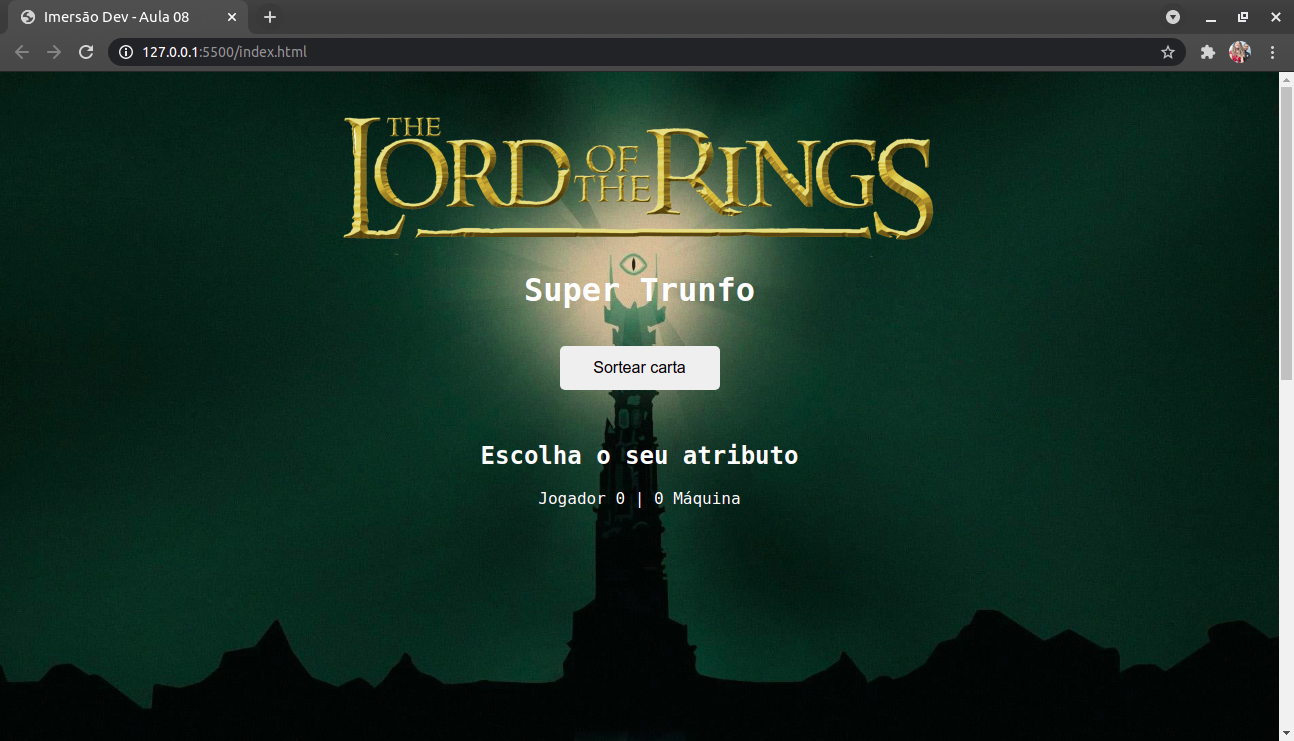 Imersão Dev - Aula 08
127.0.0.1:5500/index.html
THE
LORD OF THE RINGS
Super Trunfo
Sortear carta
Escolha o seu atributo
Jogador 0 | 0 Máquina